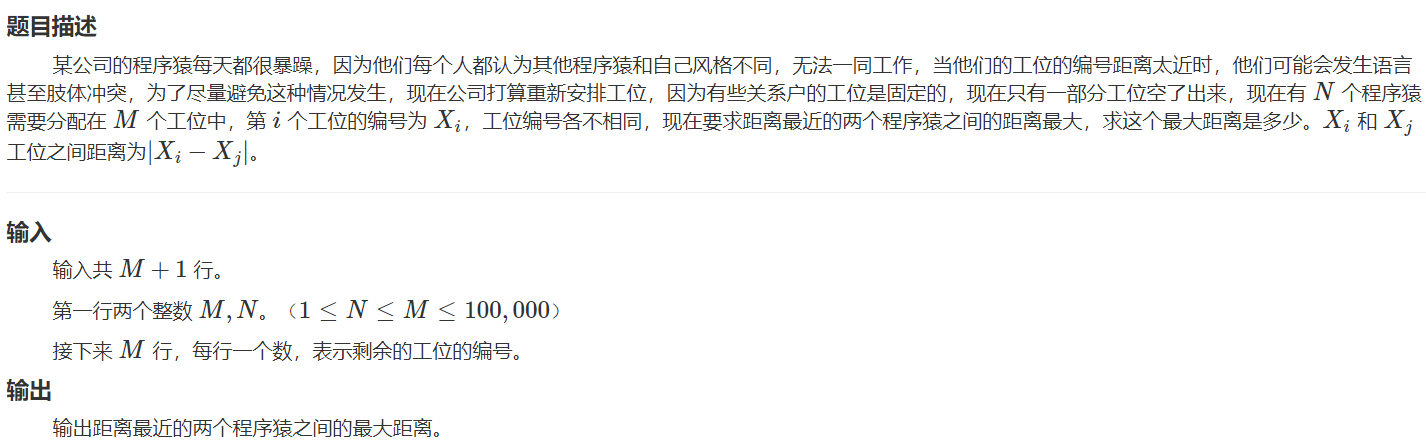 题目描述
某公司的程序猿每天都很暴躁，因为他们每个人都认为其他程序猿和自己风格不同，无法一同工作，当他们的工位的编号距离太近时，他们可能会发生语言
甚至肢体冲突，为了尽量避免这种情况发生，现在公司打算重新安排工位，因为有些关系户的工位是固定的，现在只有一部分工位空了出来，现在有 N 个程序猿
需要分配在 M 个工位中，第 i 个工位的编号为 Xi，工位编号各不相同，现在要求距离最近的两个程序猿之间的距离最大，求这个最大距离是多少。Xi 和 Xj
工位之间距离为|Xi − Xj|。
输入
输入共 M + 1 行。
第一行两个整数 M, N。（1 ≤ N ≤ M ≤ 100,000）
接下来 M 行，每行一个数，表示剩余的工位的编号。
输出
输出距离最近的两个程序猿之间的最大距离。